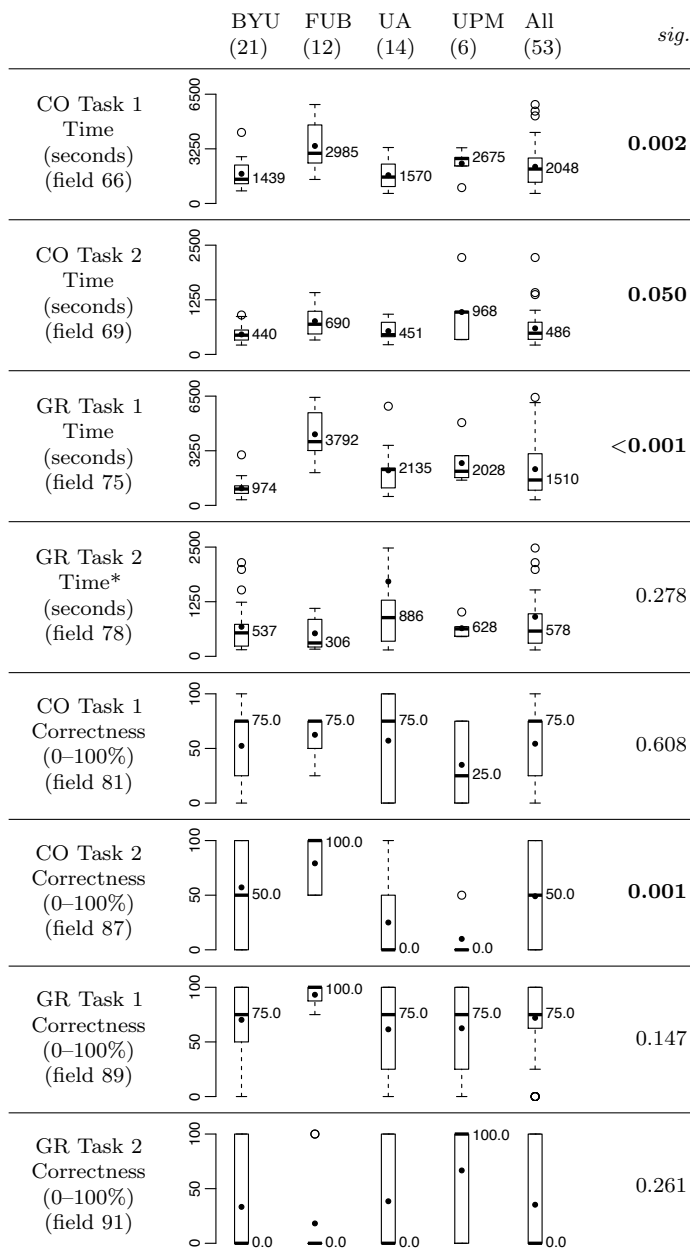 BYU FUB UA UPM All sig.
(21) (12) (14) (6) (53)
CO Task 1
Time
(seconds)
(field 66)
0 3250 6500
1439 2985 1570 2675 2048
0.002
CO Task 2
Time
(seconds)
(field 69)
0 1250 2500
440 690 451 968 486
0.050
GR Task 1
Time
(seconds)
(field 75)
0 3250 6500
974 3792 2135 2028 1510
<0.001
GR Task 2
Time*
(seconds)
(field 78)
0 1250 2500
537 306 886 628 578
0.278
CO Task 1
Correctness
(0–100%)
(field 81)
0 50 100
75.0 75.0 75.0 25.0 75.0
0.608
CO Task 2
Correctness
(0–100%)
(field 87)
0 50 100
50.0 100.0 0.0 0.0 50.0
0.001
GR Task 1
Correctness
(0–100%)
(field 89)
0 50 100
75.0 100.0 75.0 75.0 75.0
0.147
GR Task 2
Correctness
(0–100%)
(field 91)
0 50 100
0.0 0.0 0.0 100.0 0.0
0.261